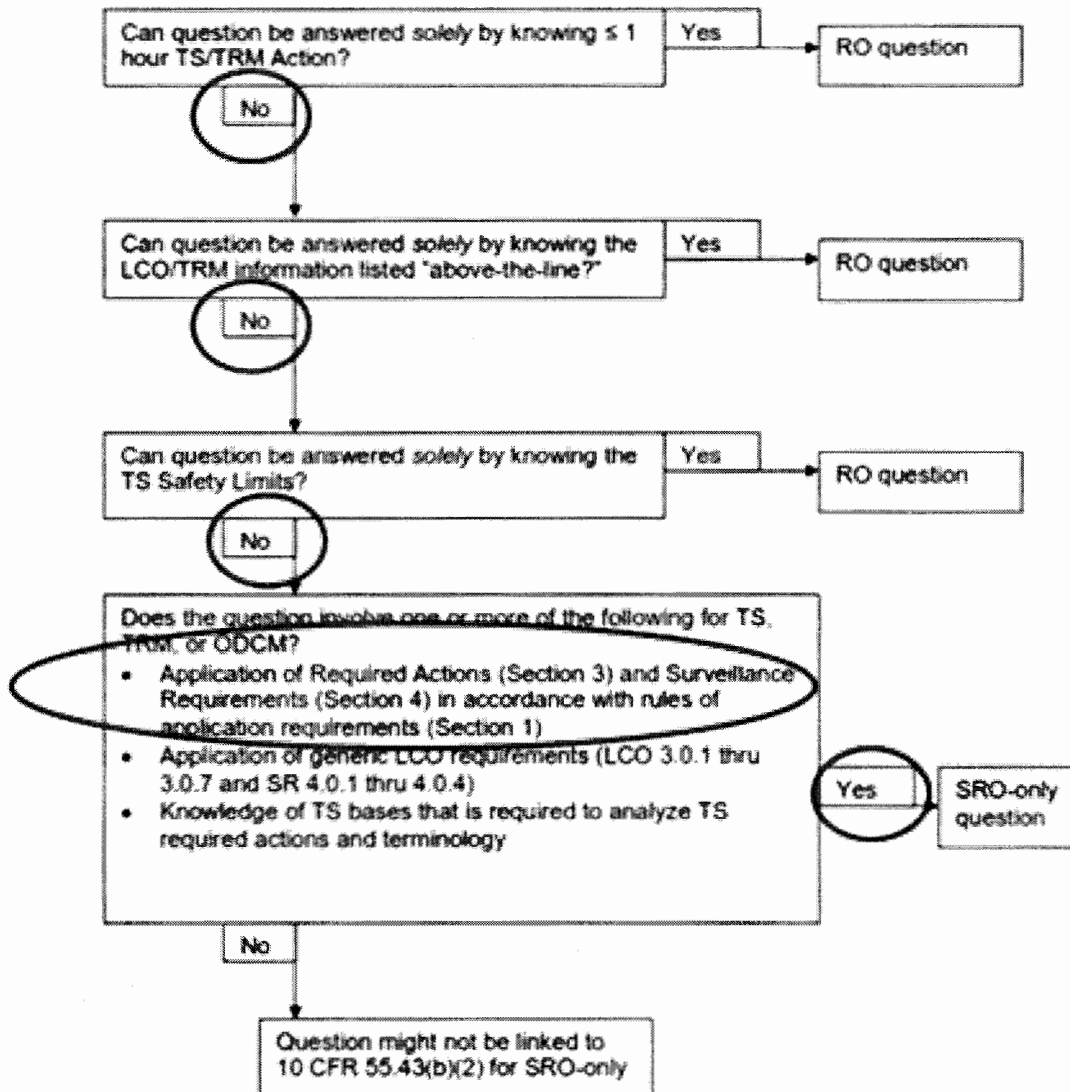 Can question be answered solely by knowing ≤ 1
hour TS/TRM Action?
Yes
RO question
No
Can question be answered solely by knowing the
LCO/TRM information listed "above-the-line?"
Yes
RO question
No
Can question be answered solely by knowing the
TS Safety Limits?
Yes
RO question
No
Does the question involve one or more of the following for TS,
TRM, or ODCM?
• Application of Required Actions (Section 3) and Surveillance
Requirements (Section 4) in accordance with rules of
application requirements (Section 1)
• Application of generic LCO requirements (LCO 3.0.1 thru
3.0.7 and SR 4.0.1 thru 4.0.4)
• Knowledge of TS bases that is required to analyze TS
required actions and terminology
Yes
SRO-only
question
No
Question might not be linked to
10 CFR 55.43(b)(2) for SRO-only